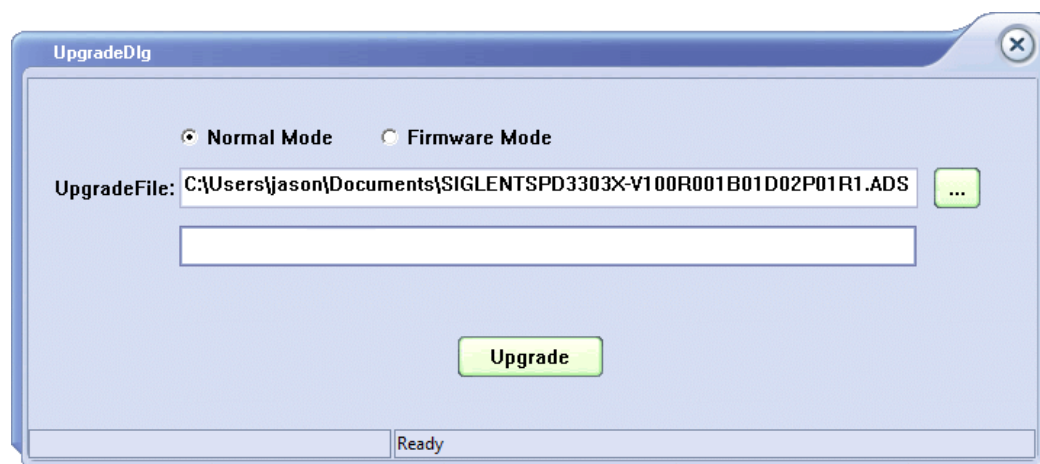 UpgradeDlg
Normal Mode Firmware Mode
UpgradeFile: C:\Users\jason\Documents\SIGLENTSPD3303X-V100R001B01D02P01R1.ADS ...
Upgrade
Ready